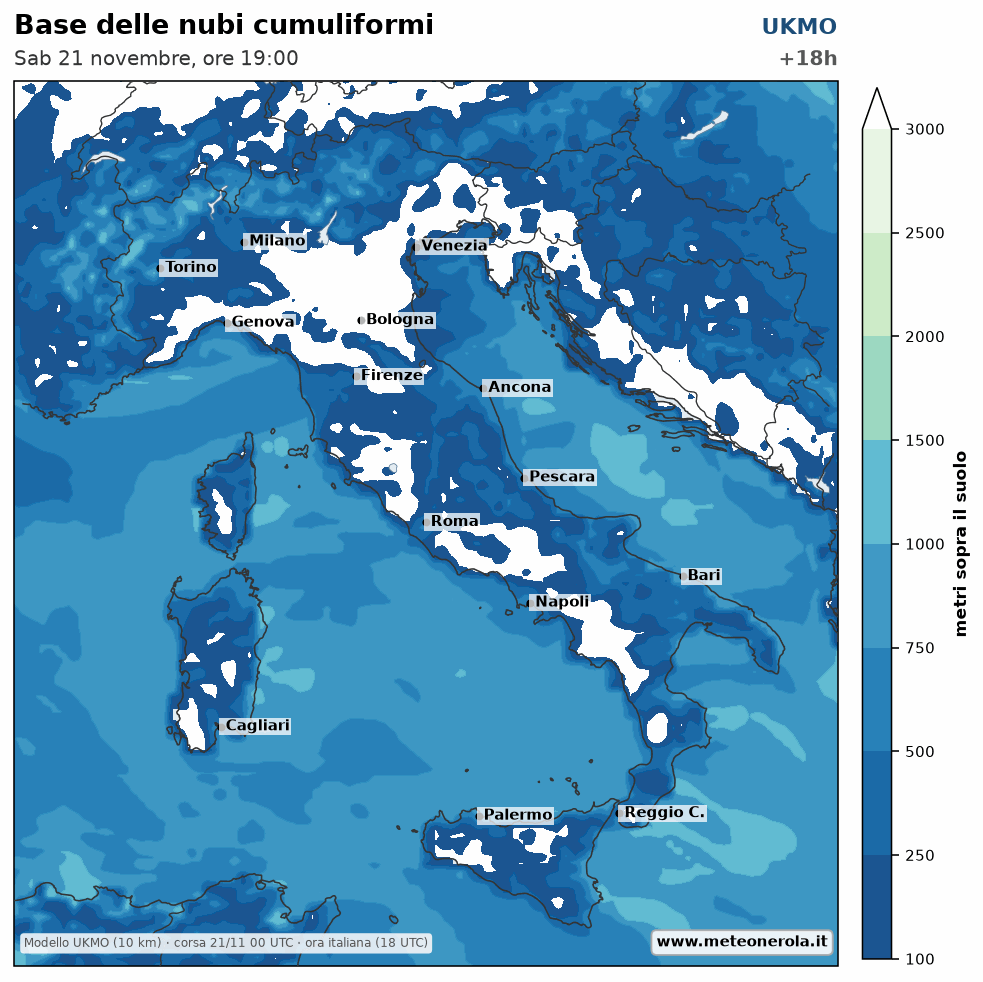 Base delle nubi cumuliformi
UKMO
Sab 21 novembre, ore 19:00
+18h
3000
2500
2000
1500
1000
750
500
250
100
metri sopra il suolo
Milano
Venezia
Torino
Genova
Bologna
Firenze
Ancona
Pescara
Roma
Bari
Napoli
Cagliari
Palermo
Reggio C.
Modello UKMO (10 km) · corsa 21/11 00 UTC · ora italiana (18 UTC)
www.meteonerola.it